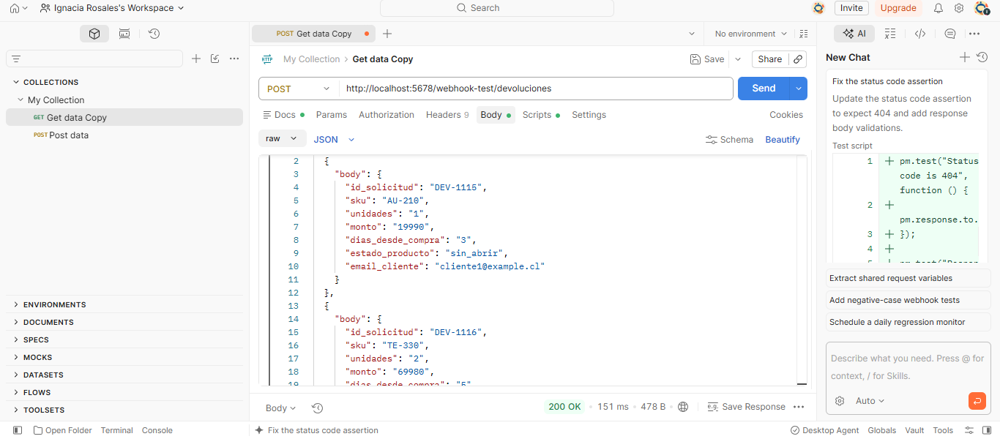 Ignacia Rosales's Workspace
Search
Invite
Upgrade
POST Get data Copy
No environment
AI
My Collection > Get data Copy
Save
Share
New Chat
COLLECTIONS
My Collection
GET Get data Copy
POST Post data
ENVIRONMENTS
DOCUMENTS
SPECS
MOCKS
DATASETS
FLOWS
TOOLSETS
HTTP
POST
http://localhost:5678/webhook-test/devoluciones
Send
Docs
Params
Authorization
Headers 9
Body
Scripts
Settings
Cookies
raw
JSON
Schema
Beautify
2 {
3 "body": {
4 "id_solicitud": "DEV-1115",
5 "sku": "AU-210",
6 "unidades": "1",
7 "monto": "19990",
8 "dias_desde_compra": "3",
9 "estado_producto": "sin_abrir",
10 "email_cliente": "cliente1@example.cl"
11 }
12 },
13 {
14 "body": {
15 "id_solicitud": "DEV-1116",
16 "sku": "TE-330",
17 "unidades": "2",
18 "monto": "69980",
19 "dias_desde_compra": "5"
Body
200 OK
151 ms
478 B
e.g. Save Response
Fix the status code assertion
Update the status code assertion
to expect 404 and add response
body validations.
Test script
1 + pm.test("Status
code is 404",
function () {
2 +
pm.response.to.
3 + });
4 +
5 + pm.test("Respon
Extract shared request variables
Add negative-case webhook tests
Schedule a daily regression monitor
Describe what you need. Press @ for
context, / for Skills.
Auto
Open Folder
Terminal
Console
Fix the status code assertion
Desktop Agent
Globals
Vault
Tools